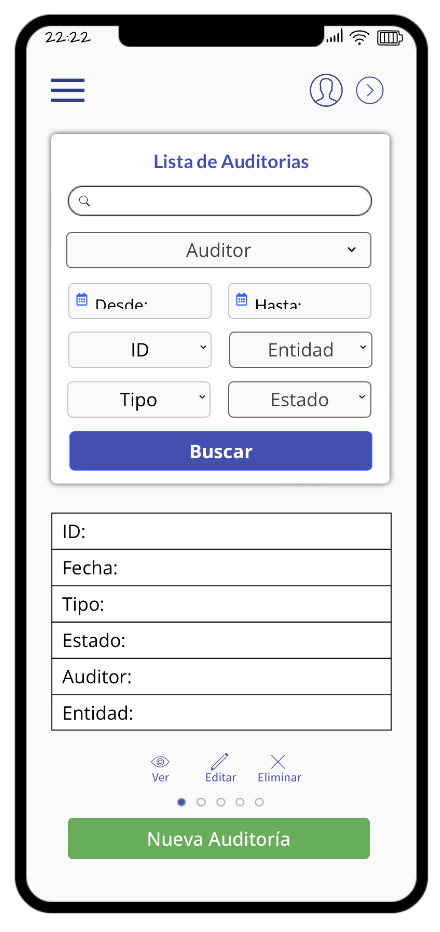 22:22
Lista de Auditorias
Auditor
Desde: Hasta:
ID Entidad
Tipo Estado
Buscar
ID:
Fecha:
Tipo:
Estado:
Auditor:
Entidad:
Ver Editar Eliminar
Nueva Auditoría